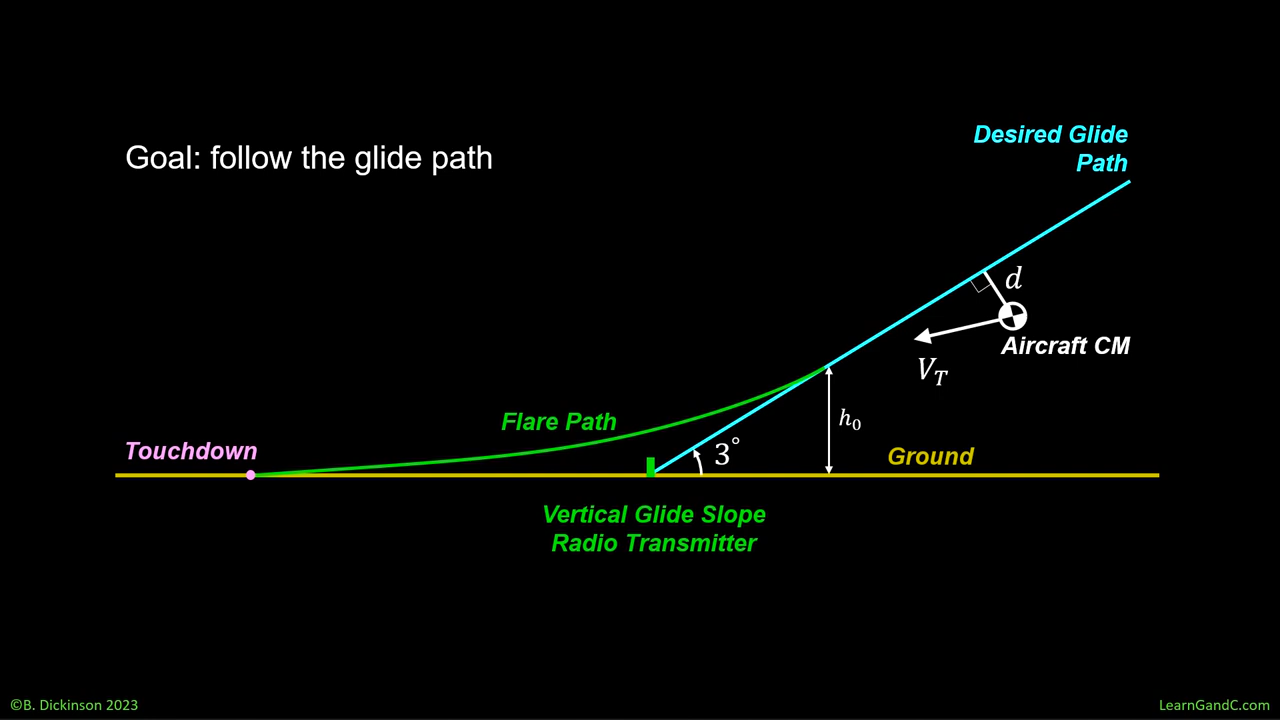 Goal: follow the glide path
Desired Glide
Path
d
Aircraft CM
V_T
h₀
Flare Path
3°
Touchdown
Ground
Vertical Glide Slope
Radio Transmitter
©B. Dickinson 2023
LearnGandC.com